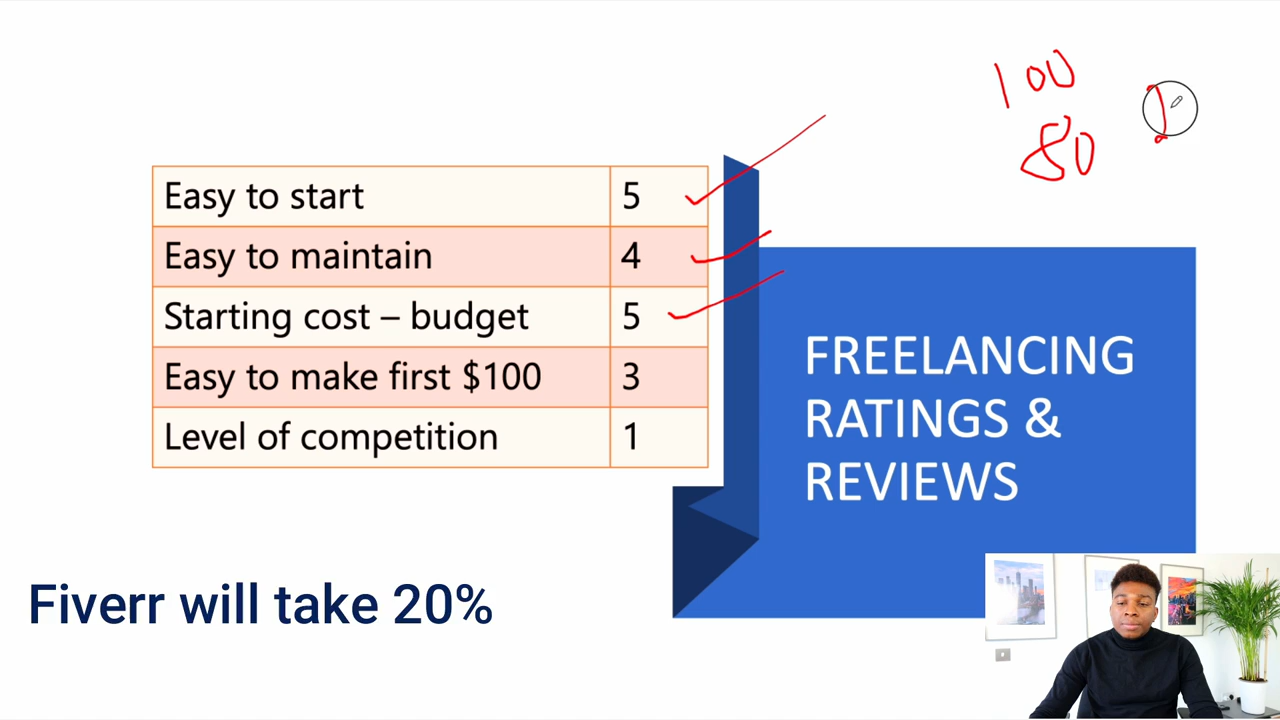 100
80
Easy to start 5
Easy to maintain 4
Starting cost – budget 5
Easy to make first $100 3
Level of competition 1
FREELANCING
RATINGS &
REVIEWS
Fiverr will take 20%